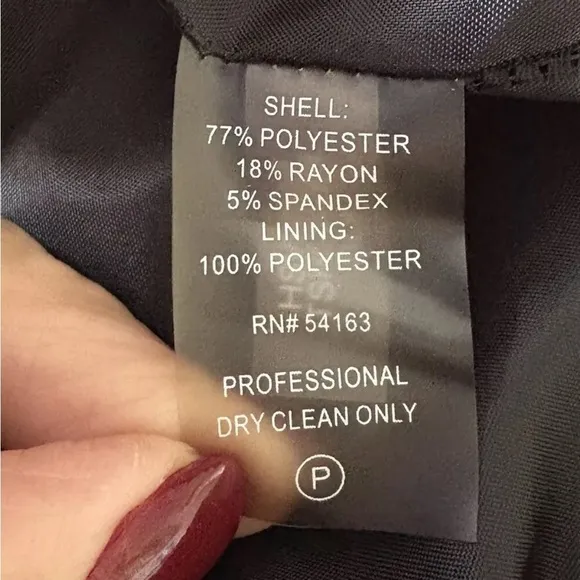 SHELL:
77% POLYESTER
18% RAYON
5% SPANDEX
LINING:
100% POLYESTER
RN# 54163
PROFESSIONAL
DRY CLEAN ONLY
P